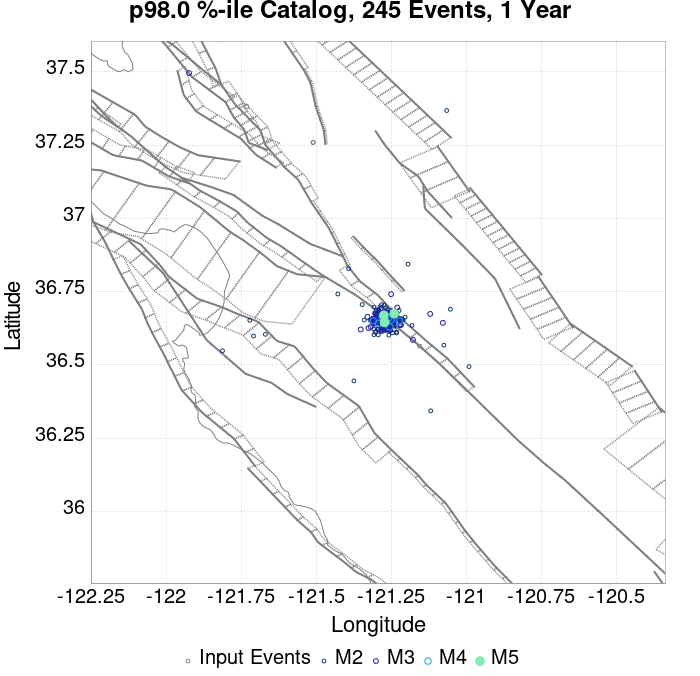 p98.0 %-ile Catalog, 245 Events, 1 Year
37.5
37.25
37
36.75
36.5
36.25
36
Latitude
-122.25 -122 -121.75 -121.5 -121.25 -121 -120.75 -120.5
Longitude
Input Events M2 M3 M4 M5